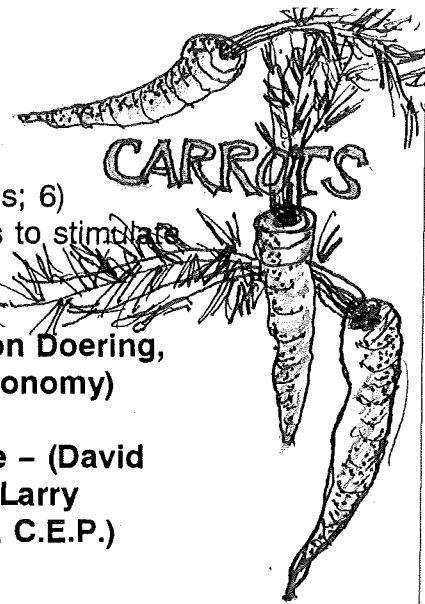 CARROTS
s; 6)
s to stimulate
on Doering,
onomy)
e – (David
Larry
, C.E.P.)